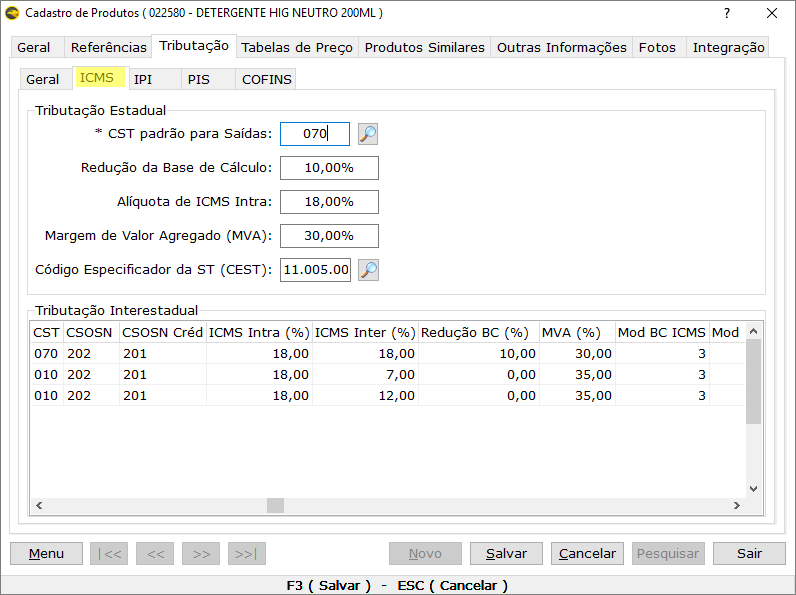 Cadastro de Produtos ( 022580 - DETERGENTE HIG NEUTRO 200ML )
?
Geral Referências Tributação Tabelas de Preço Produtos Similares Outras Informações Fotos Integração
Geral ICMS IPI PIS COFINS
Tributação Estadual
* CST padrão para Saídas: 070
Redução da Base de Cálculo: 10,00%
Alíquota de ICMS Intra: 18,00%
Margem de Valor Agregado (MVA): 30,00%
Código Especificador da ST (CEST): 11.005.00
Tributação Interestadual
CST CSOSN CSOSN Créd ICMS Intra (%) ICMS Inter (%) Redução BC (%) MVA (%) Mod BC ICMS Mod
070 202 201 18,00 18,00 10,00 30,00 3
010 202 201 18,00 7,00 0,00 35,00 3
010 202 201 18,00 12,00 0,00 35,00 3
Menu |<< << >> >>| Novo Salvar Cancelar Pesquisar Sair
F3 ( Salvar ) - ESC ( Cancelar )